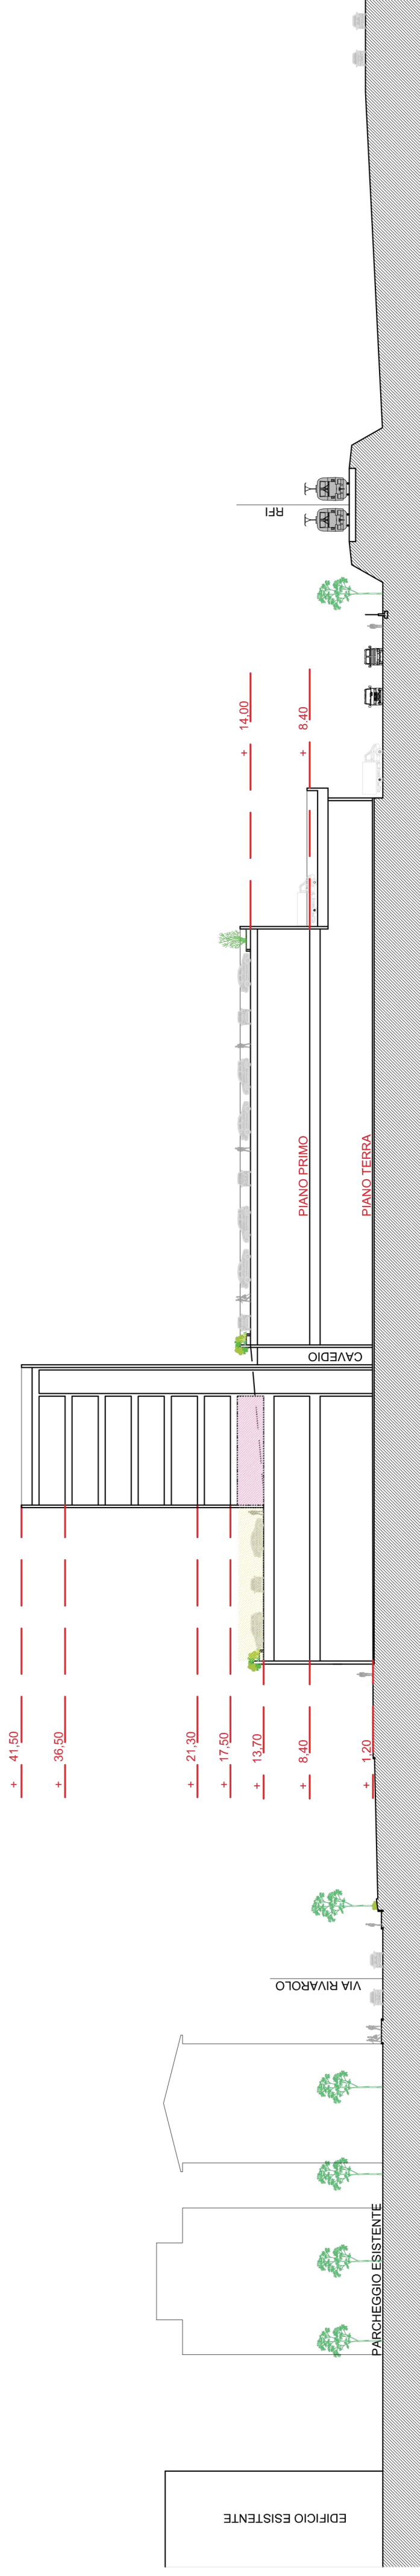 RFI
+ 14,00
+ 8.40
PIANO PRIMO
PIANO TERRA
CAVEDIO
+ 41,50
+ 36,50
+ 21,30
+ 17,50
+ 13,70
+ 8,40
+ 1,20
VIA RIVAROLO
PARCHEGGIO ESISTENTE
EDIFICIO ESISTENTE